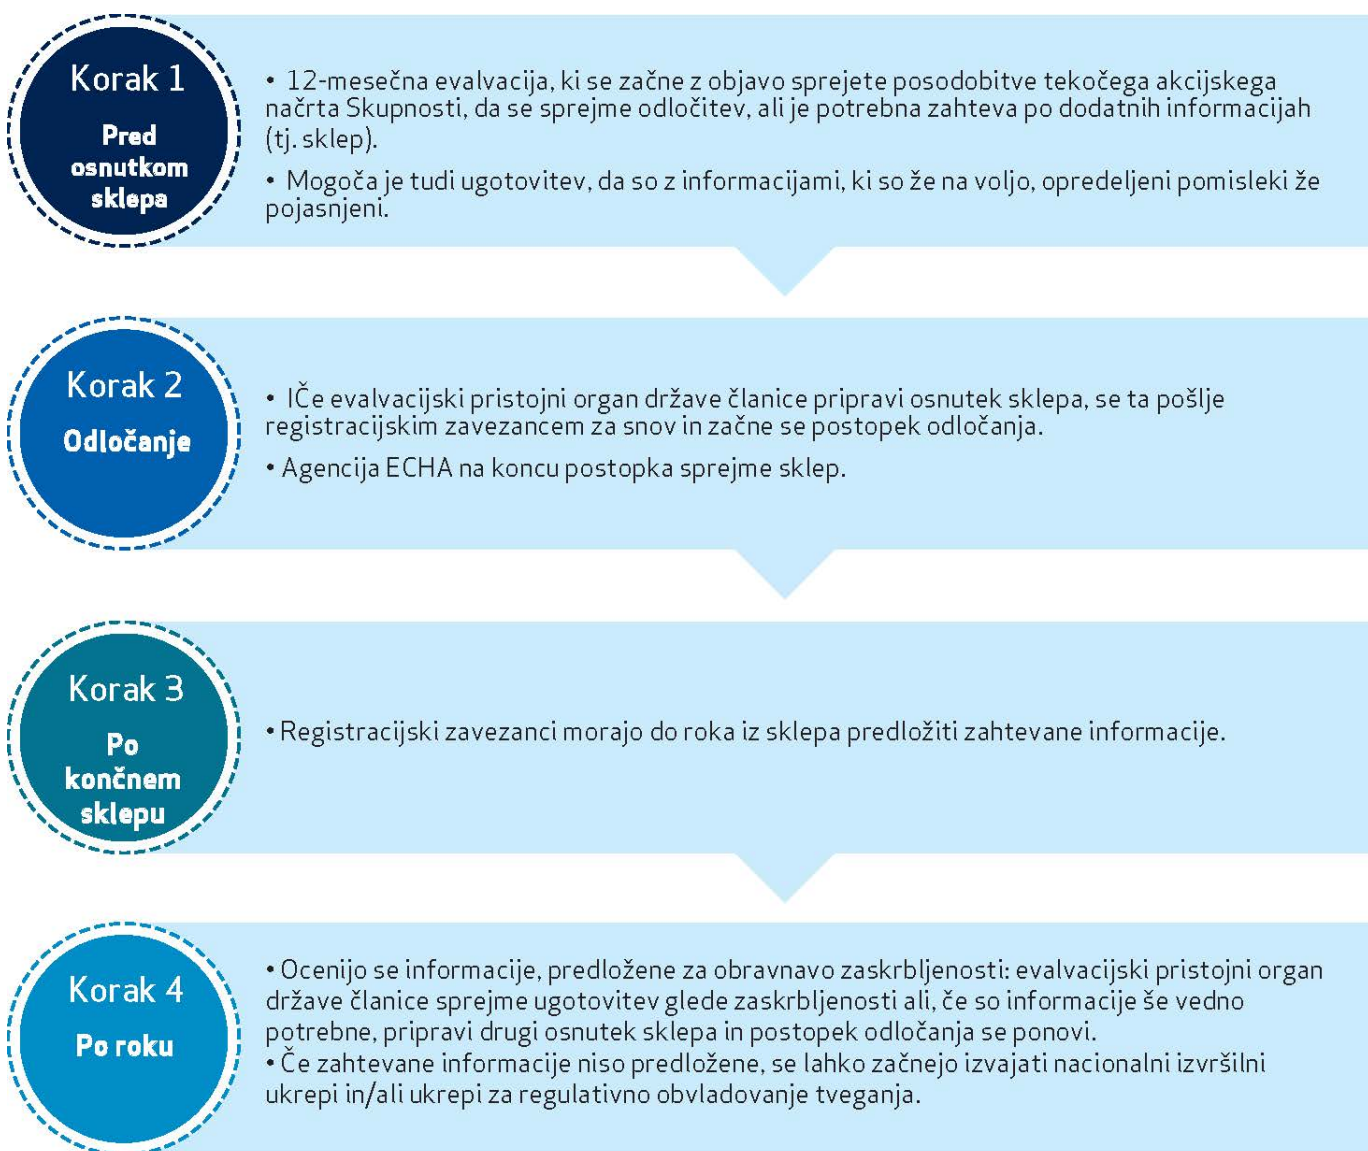 Korak 1
Pred
osnutkom
sklepa
• 12-mesečna evalvacija, ki se začne z objavo sprejete posodobitve tekočega akcijskega
načrta Skupnosti, da se sprejme odločitev, ali je potrebna zahteva po dodatnih informacijah
(tj. sklep).
• Mogoča je tudi ugotovitev, da so z informacijami, ki so že na voljo, opredeljeni pomisleki že
pojasnjeni.
Korak 2
Odločanje
• IČe evalvacijski pristojni organ države članice pripravi osnutek sklepa, se ta pošlje
registracijskim zavezancem za snov in začne se postopek odločanja.
• Agencija ECHA na koncu postopka sprejme sklep.
Korak 3
Po
končnem
sklepu
• Registracijski zavezanci morajo do roka iz sklepa predložiti zahtevane informacije.
Korak 4
Po roku
• Ocenijo se informacije, predložene za obravnavo zaskrbljenosti: evalvacijski pristojni organ
države članice sprejme ugotovitev glede zaskrbljenosti ali, če so informacije še vedno
potrebne, pripravi drugi osnutek sklepa in postopek odločanja se ponovi.
• Če zahtevane informacije niso predložene, se lahko začnejo izvajati nacionalni izvršilni
ukrepi in/ali ukrepi za regulativno obvladovanje tveganja.